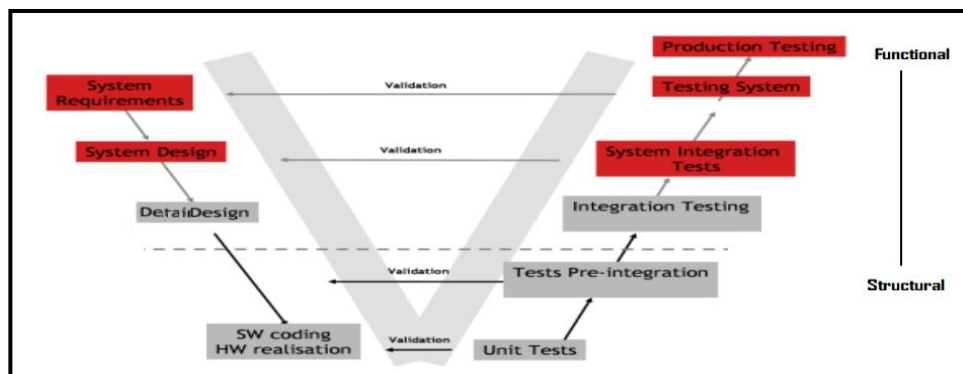 Production Testing
Functional
System
Requirements
Validation
Testing System
System Design
Validation
System Integration
Tests
DetaiDesign
Integration Testing
Validation
Tests Pre-integration
Structural
SW coding
HW realisation
Validation
Unit Tests